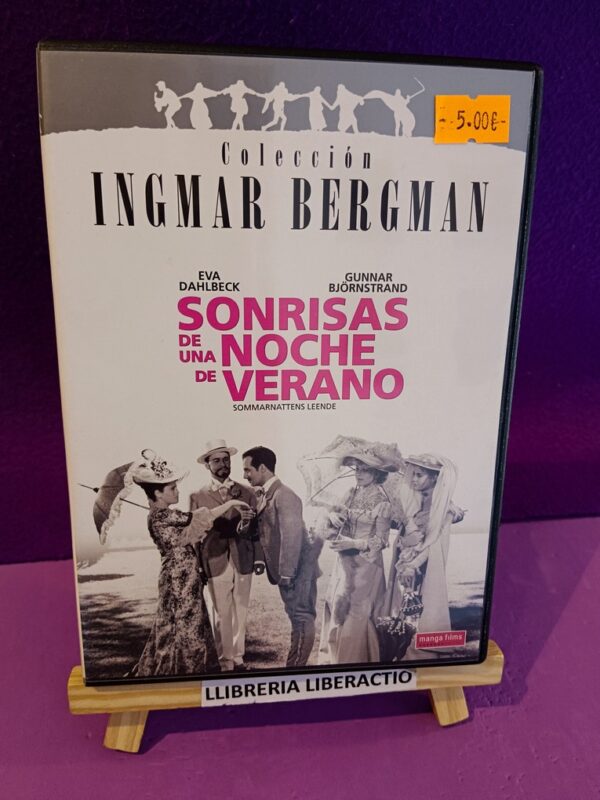 5.00€
Colección
INGMAR BERGMAN
EVA
DAHLBECK
GUNNAR
BJÖRNSTRAND
SONRISAS
DE UNA NOCHE
DE VERANO
SOMMARNATTENS LEENDE
manga films
LLIBRERIA LIBERACTIO